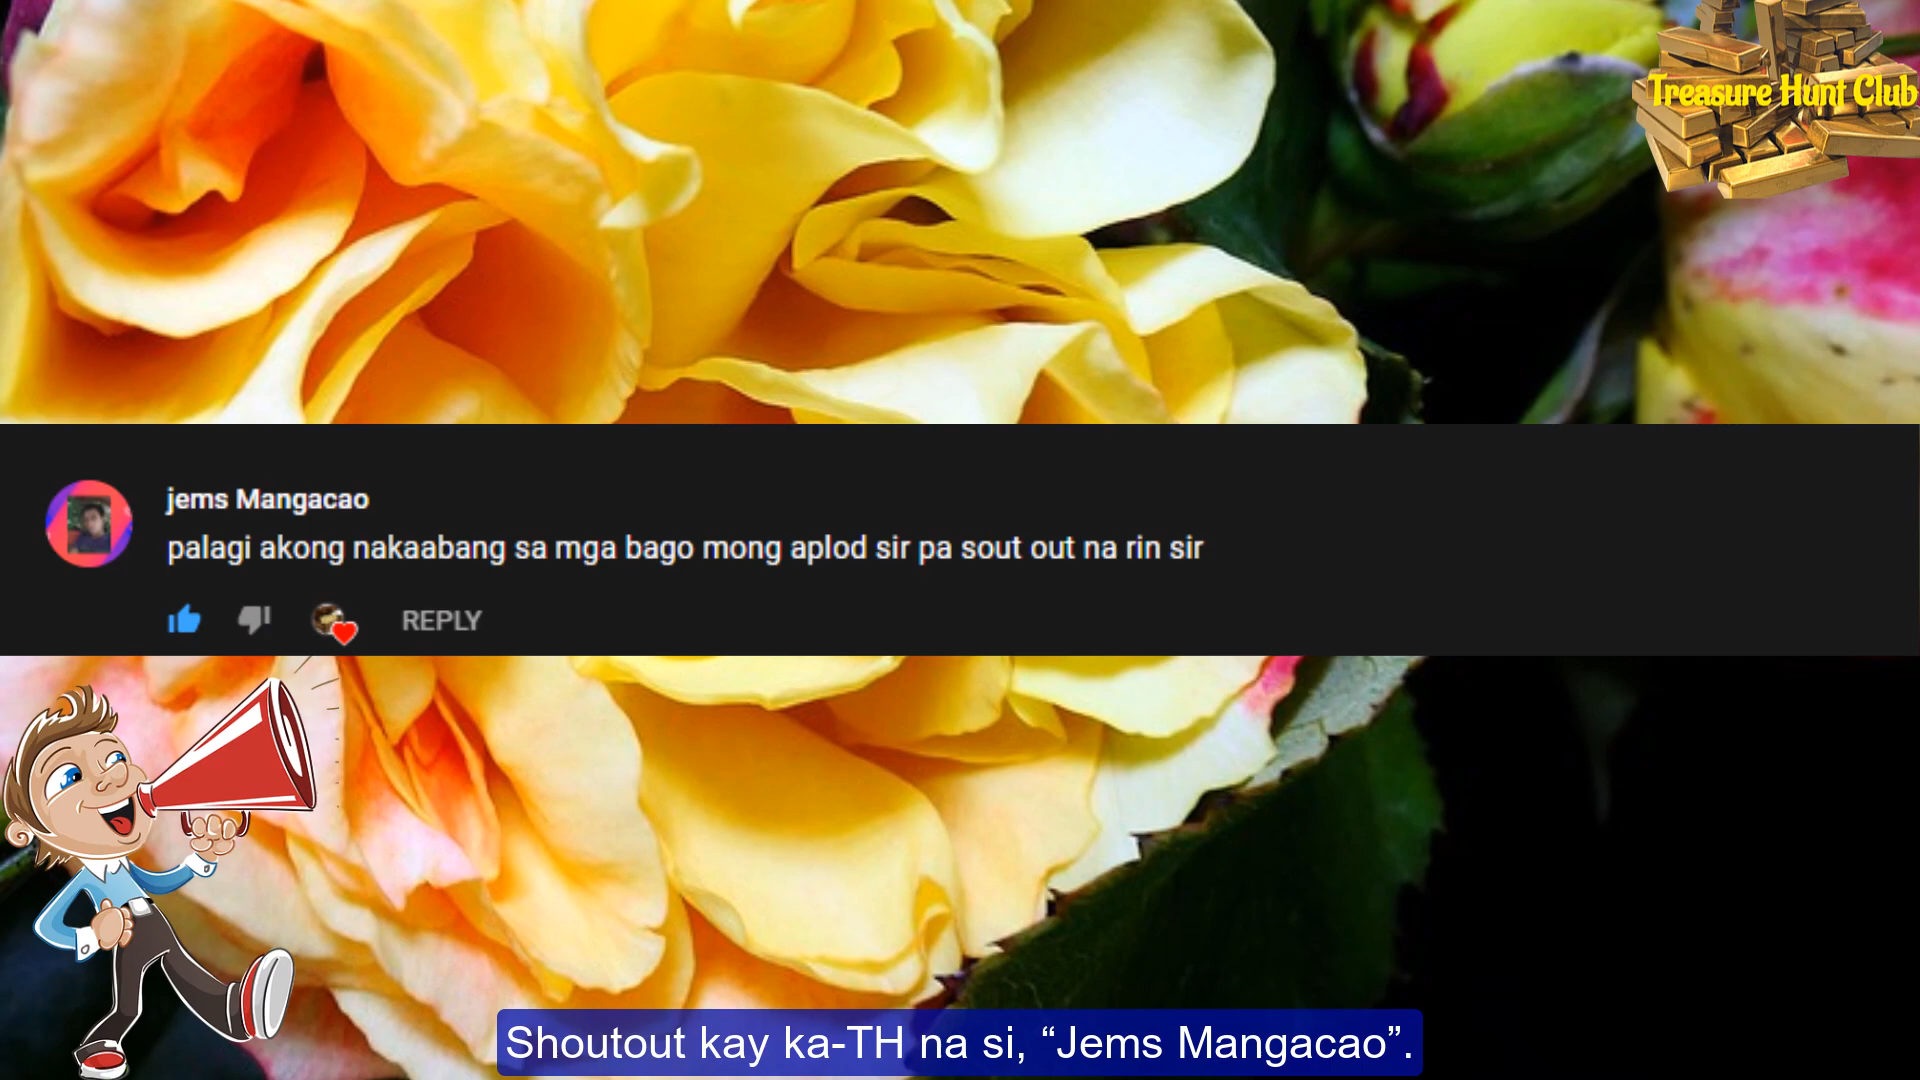 Treasure Hunt Club
jems Mangacao
palagi akong nakaabang sa mga bago mong aplod sir pa sout out na rin sir
REPLY
Shoutout kay ka-TH na si, “Jems Mangacao”.